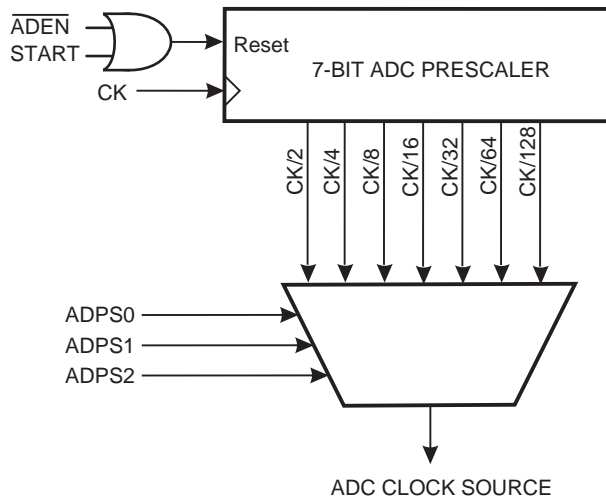 ADEN
START
Reset
7-BIT ADC PRESCALER
CK
CK/2
CK/4
CK/8
CK/16
CK/32
CK/64
CK/128
ADPS0
ADPS1
ADPS2
ADC CLOCK SOURCE